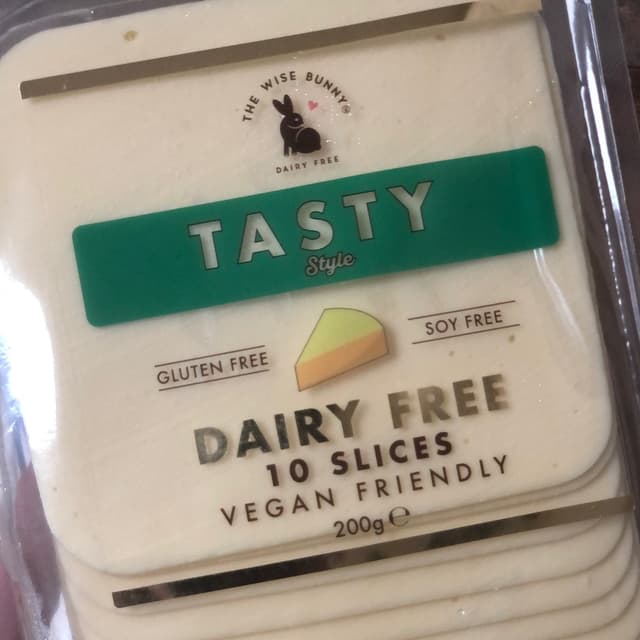 THE WISE BUNNY®
DAIRY FREE
TASTY
Style
GLUTEN FREE
SOY FREE
DAIRY FREE
10 SLICES
VEGAN FRIENDLY
200g ℮